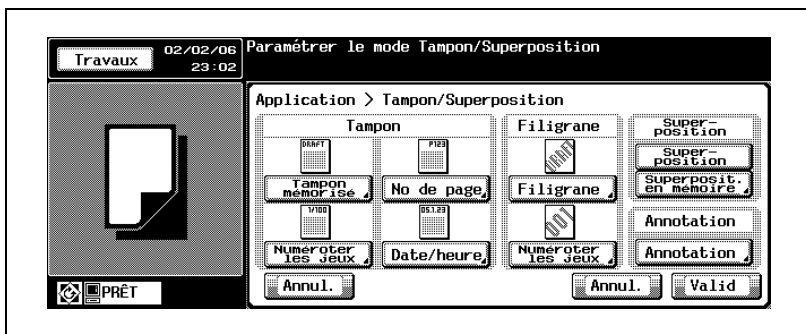 Travaux
02/02/06
23:02
Paramétrer le mode Tampon/Superposition
Application > Tampon/Superposition
Tampon
Filigrane
Super-
position
DRAFT
P123
DRAFT
Super-
position
Tampon
mémorisé
No de page
Filigrane
Superposit.
en mémoire
1/100
05.1.23
001
Annotation
Numéroter
les jeux
Date/heure
Numéroter
les jeux
Annotation
PRÊT
Annul.
Annul.
Valid